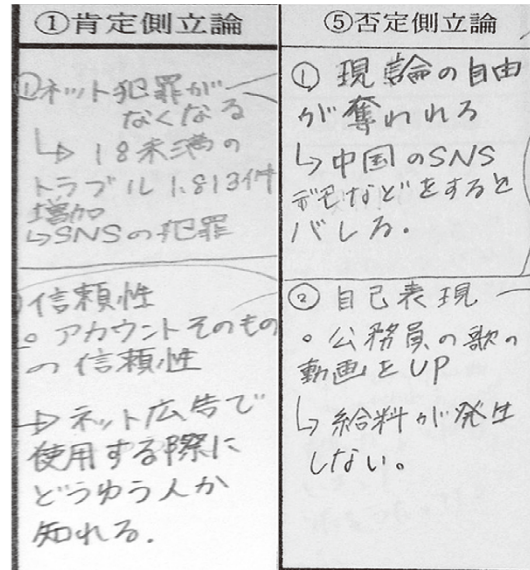 ①肯定側立論
①ネット犯罪が
なくなる
↳18未満の
トラブル1.813件
増加
↳SNSの犯罪
信頼性
。アカウントそのもの
の信頼性
→ネット広告で
使用する際に
どうゆう人か
知れる.
⑤否定側立論
① 現論の自由
が奪われる
↳中国のSNS
デモなどをすると
バレる.
② 自己表現
。公務員の歌の
動画をUP
↳給料が発生
しない。